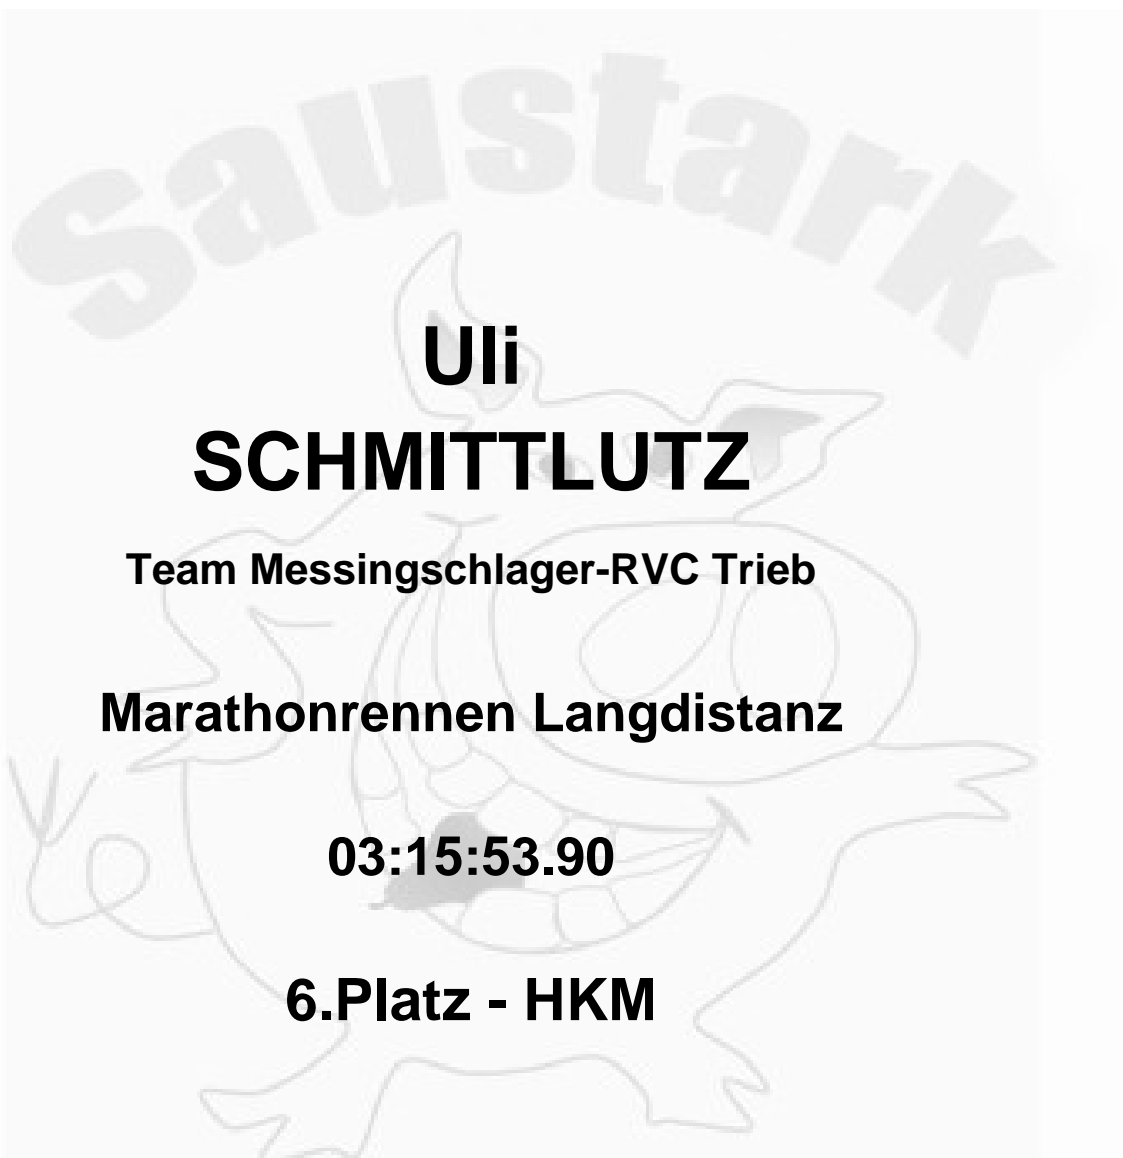 Saustark
Uli
SCHMITTLUTZ
Team Messingschlager-RVC Trieb
Marathonrennen Langdistanz
03:15:53.90
6.Platz - HKM